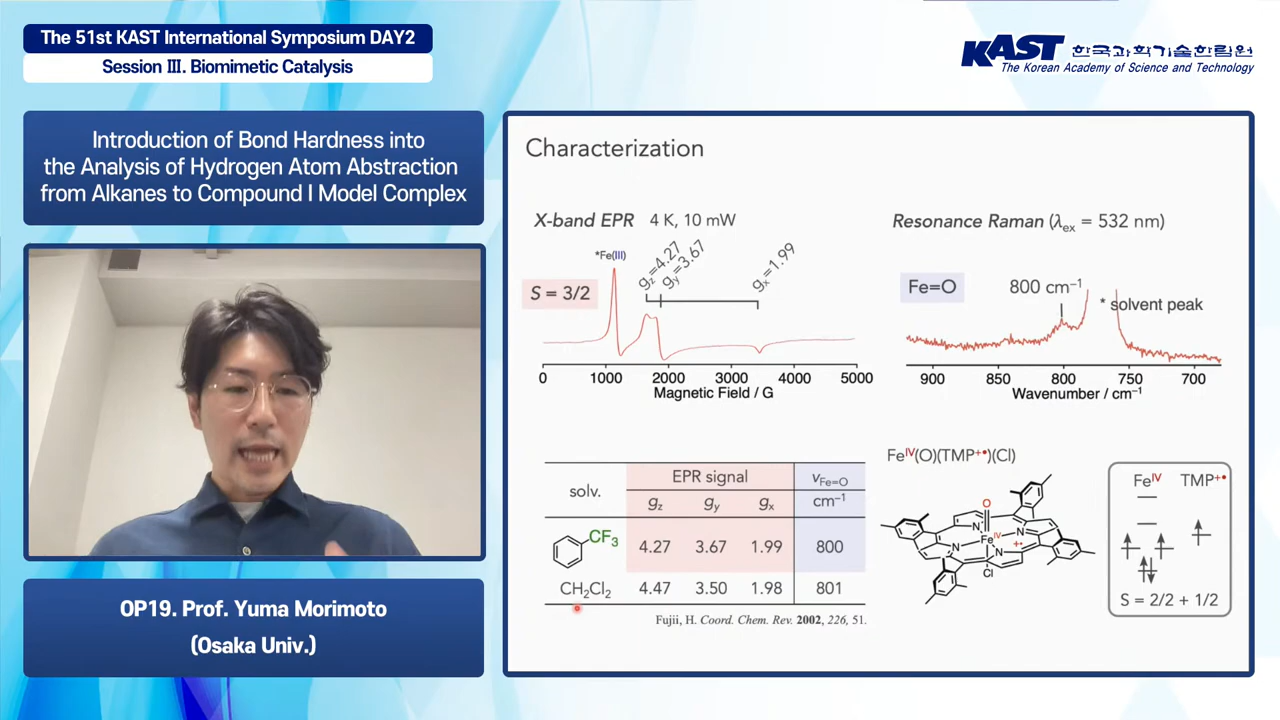 The 51st KAST International Symposium DAY2
Session III. Biomimetic Catalysis
KAST 한국과학기술한림원
The Korean Academy of Science and Technology
Introduction of Bond Hardness into
the Analysis of Hydrogen Atom Abstraction
from Alkanes to Compound I Model Complex
OP19. Prof. Yuma Morimoto
(Osaka Univ.)
Characterization
X-band EPR 4 K, 10 mW
*Fe(III)
gz=4.27
gy=3.67
gx=1.99
S = 3/2
0 1000 2000 3000 4000 5000
Magnetic Field / G
Resonance Raman (λex = 532 nm)
Fe=O
800 cm⁻¹
* solvent peak
900 850 800 750 700
Wavenumber / cm⁻¹
solv. EPR signal νFe=O
gz gy gx cm⁻¹
CF₃ 4.27 3.67 1.99 800
CH₂Cl₂ 4.47 3.50 1.98 801
Fujii, H. Coord. Chem. Rev. 2002, 226, 51.
Feᴵⱽ(O)(TMP⁺•)(Cl)
O
N N
Feᴵⱽ
N N
+•
Cl
Feᴵⱽ TMP⁺•
S = 2/2 + 1/2